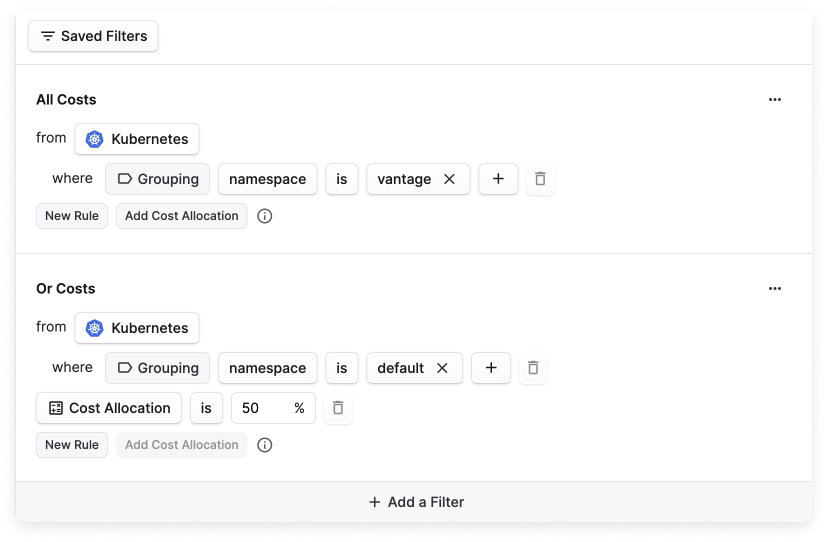 Saved Filters
All Costs
from Kubernetes
where Grouping namespace is vantage
New Rule Add Cost Allocation
Or Costs
from Kubernetes
where Grouping namespace is default
Cost Allocation is 50 %
New Rule Add Cost Allocation
+ Add a Filter